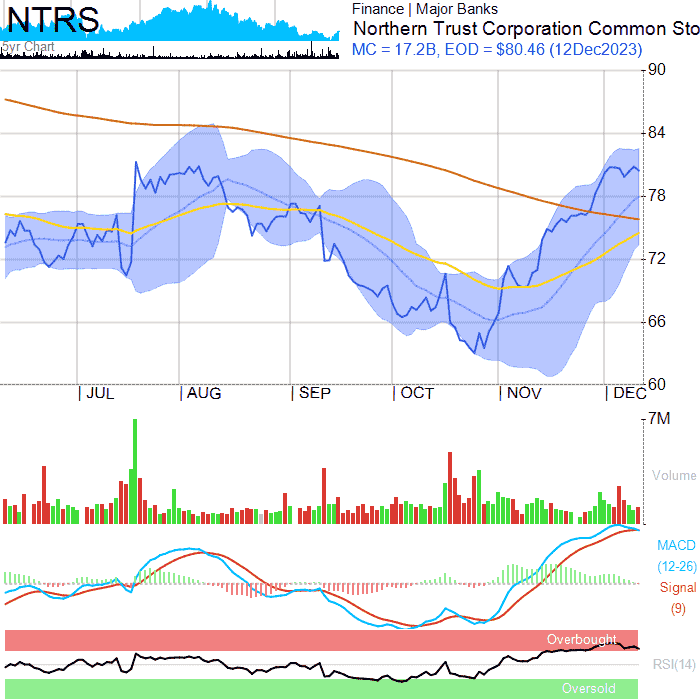 NTRS
5yr Chart
Finance | Major Banks
Northern Trust Corporation Common Sto
MC = 17.2B, EOD = $80.46 (12Dec2023)
90
84
78
72
66
60
| JUL | AUG | SEP | OCT | NOV | DEC
7M
Volume
MACD
(12-26)
Signal
(9)
Overbought
RSI(14)
Oversold